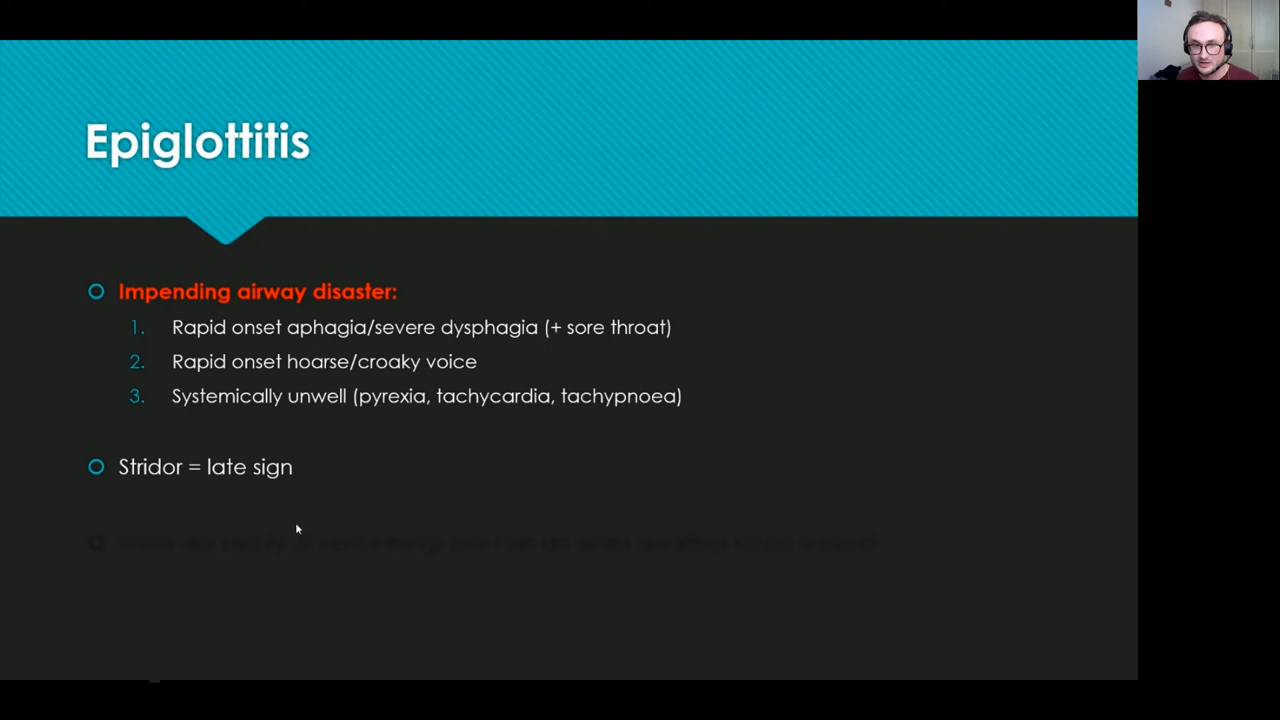 Epiglottitis
Impending airway disaster:
1. Rapid onset aphagia/severe dysphagia (+ sore throat)
2. Rapid onset hoarse/croaky voice
3. Systemically unwell (pyrexia, tachycardia, tachypnoea)
Stridor = late sign